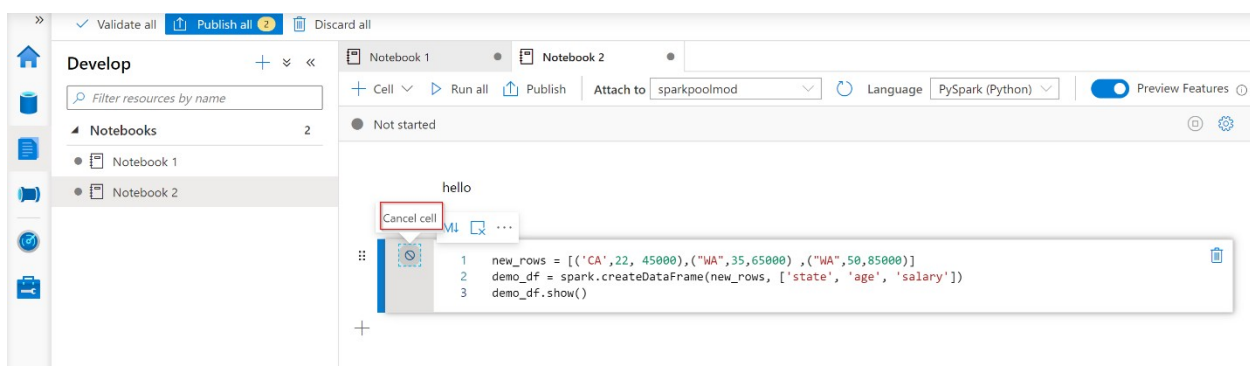 » Validate all Publish all 2 Discard all
Develop
Filter resources by name
Notebooks 2
Notebook 1
Notebook 2
Notebook 1 Notebook 2
Cell Run all Publish Attach to sparkpoolmod Language PySpark (Python) Preview Features
Not started
hello
Cancel cell
M↓ ...
1 new_rows = [('CA',22, 45000),("WA",35,65000) ,("WA",50,85000)]
2 demo_df = spark.createDataFrame(new_rows, ['state', 'age', 'salary'])
3 demo_df.show()